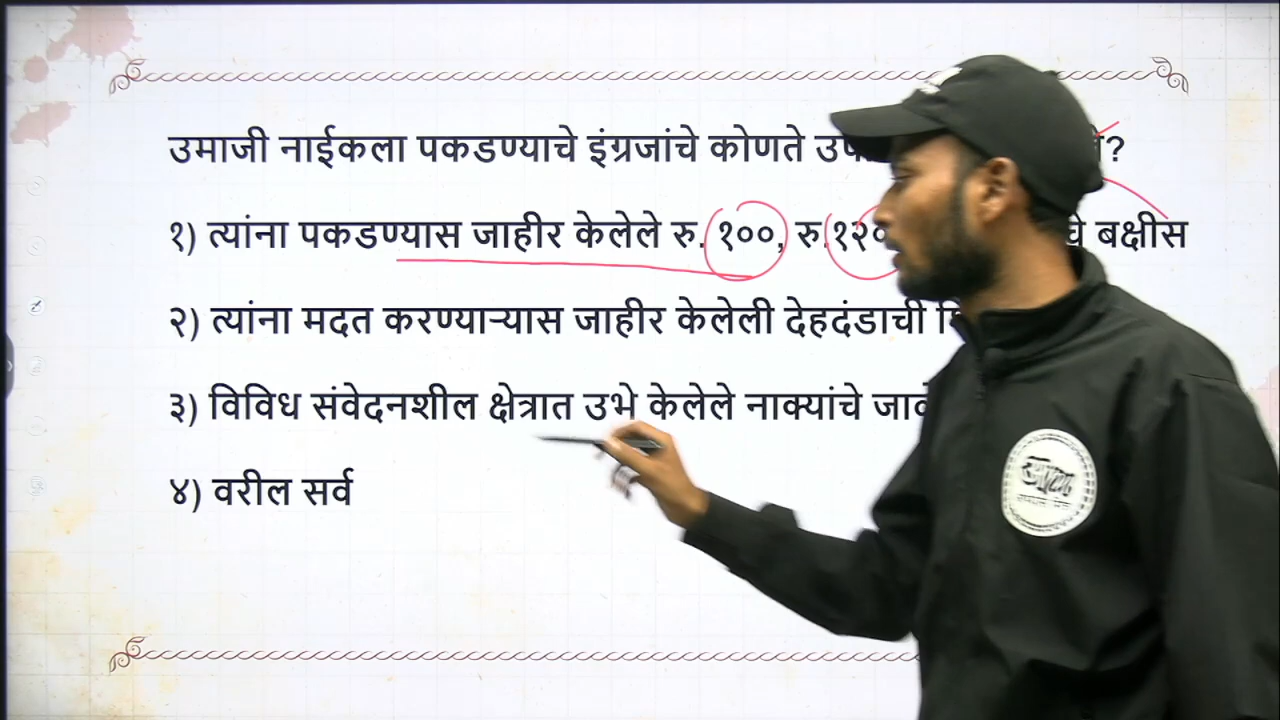 उमाजी नाईकला पकडण्याचे इंग्रजांचे कोणते
१) त्यांना पकडण्यास जाहीर केलेले रु. १००, रु. बक्षीस
२) त्यांना मदत करण्याऱ्यास जाहीर केलेली देहदंडाची
३) विविध संवेदनशील क्षेत्रात उभे केलेले नाक्यांचे
४) वरील सर्व